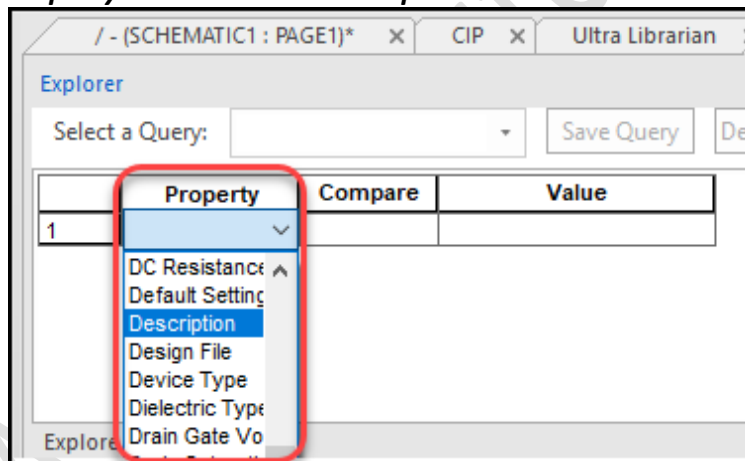 / - (SCHEMATIC1 : PAGE1)* × CIP × Ultra Librarian
Explorer
Select a Query: Save Query De
Property Compare Value
1
DC Resistance
Default Setting
Description
Design File
Device Type
Dielectric Type
Explore Drain Gate Vo